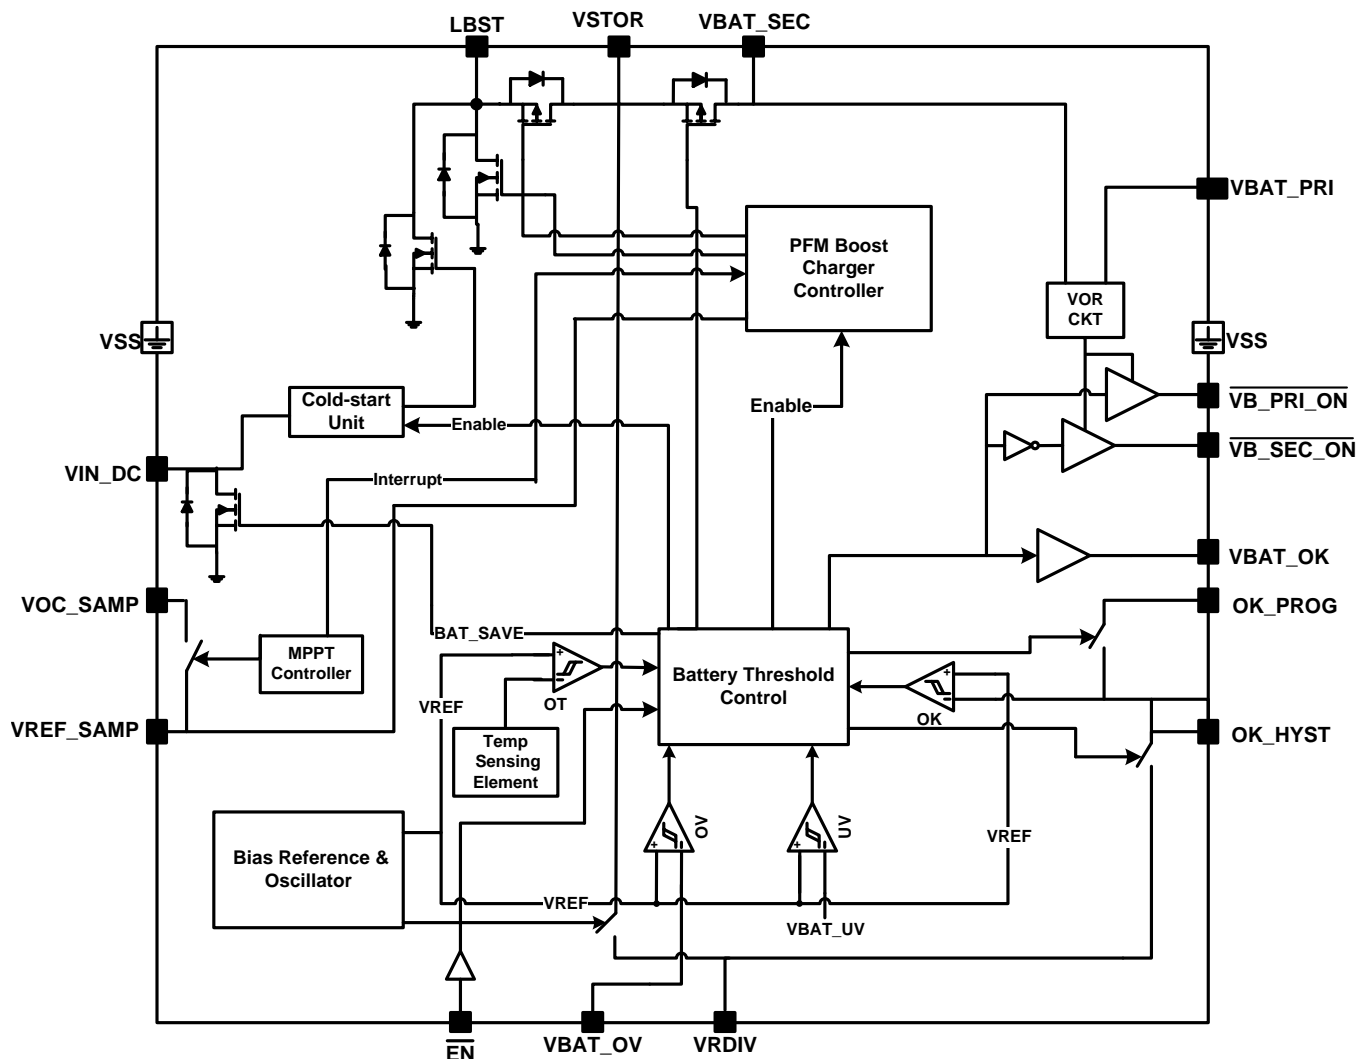 LBST
VSTOR
VBAT_SEC
VBAT_PRI
PFM Boost
Charger
Controller
VOR
CKT
VSS
VSS
Cold-start
Unit
Enable
Enable
VB_PRI_ON
VB_SEC_ON
VIN_DC
Interrupt
VBAT_OK
VOC_SAMP
OK_PROG
BAT_SAVE
MPPT
Controller
Battery Threshold
Control
+
+
OT
OK
VREF
VREF_SAMP
OK_HYST
Temp
Sensing
Element
OV
UV
VREF
+
+
Bias Reference &
Oscillator
VREF
VBAT_UV
EN
VBAT_OV
VRDIV